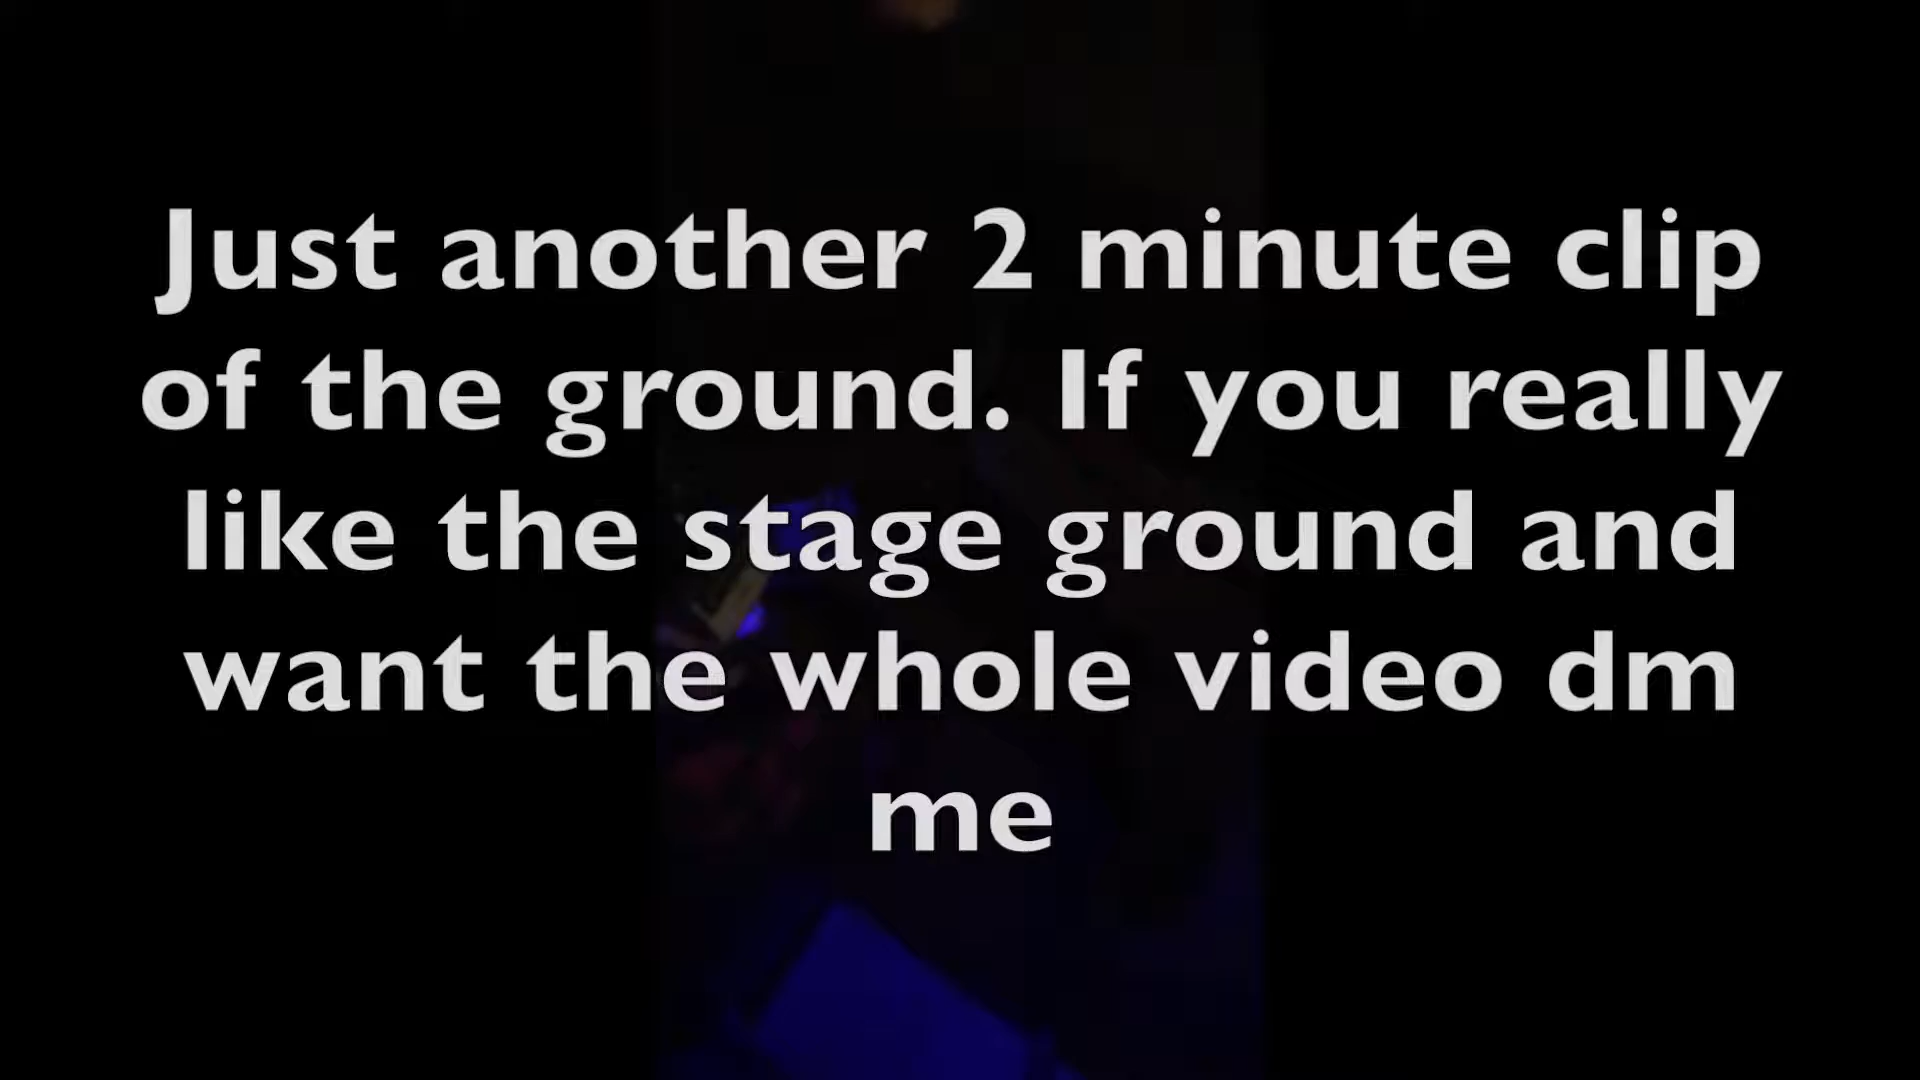 Just another 2 minute clip
of the ground. If you really
like the stage ground and
want the whole video dm
me